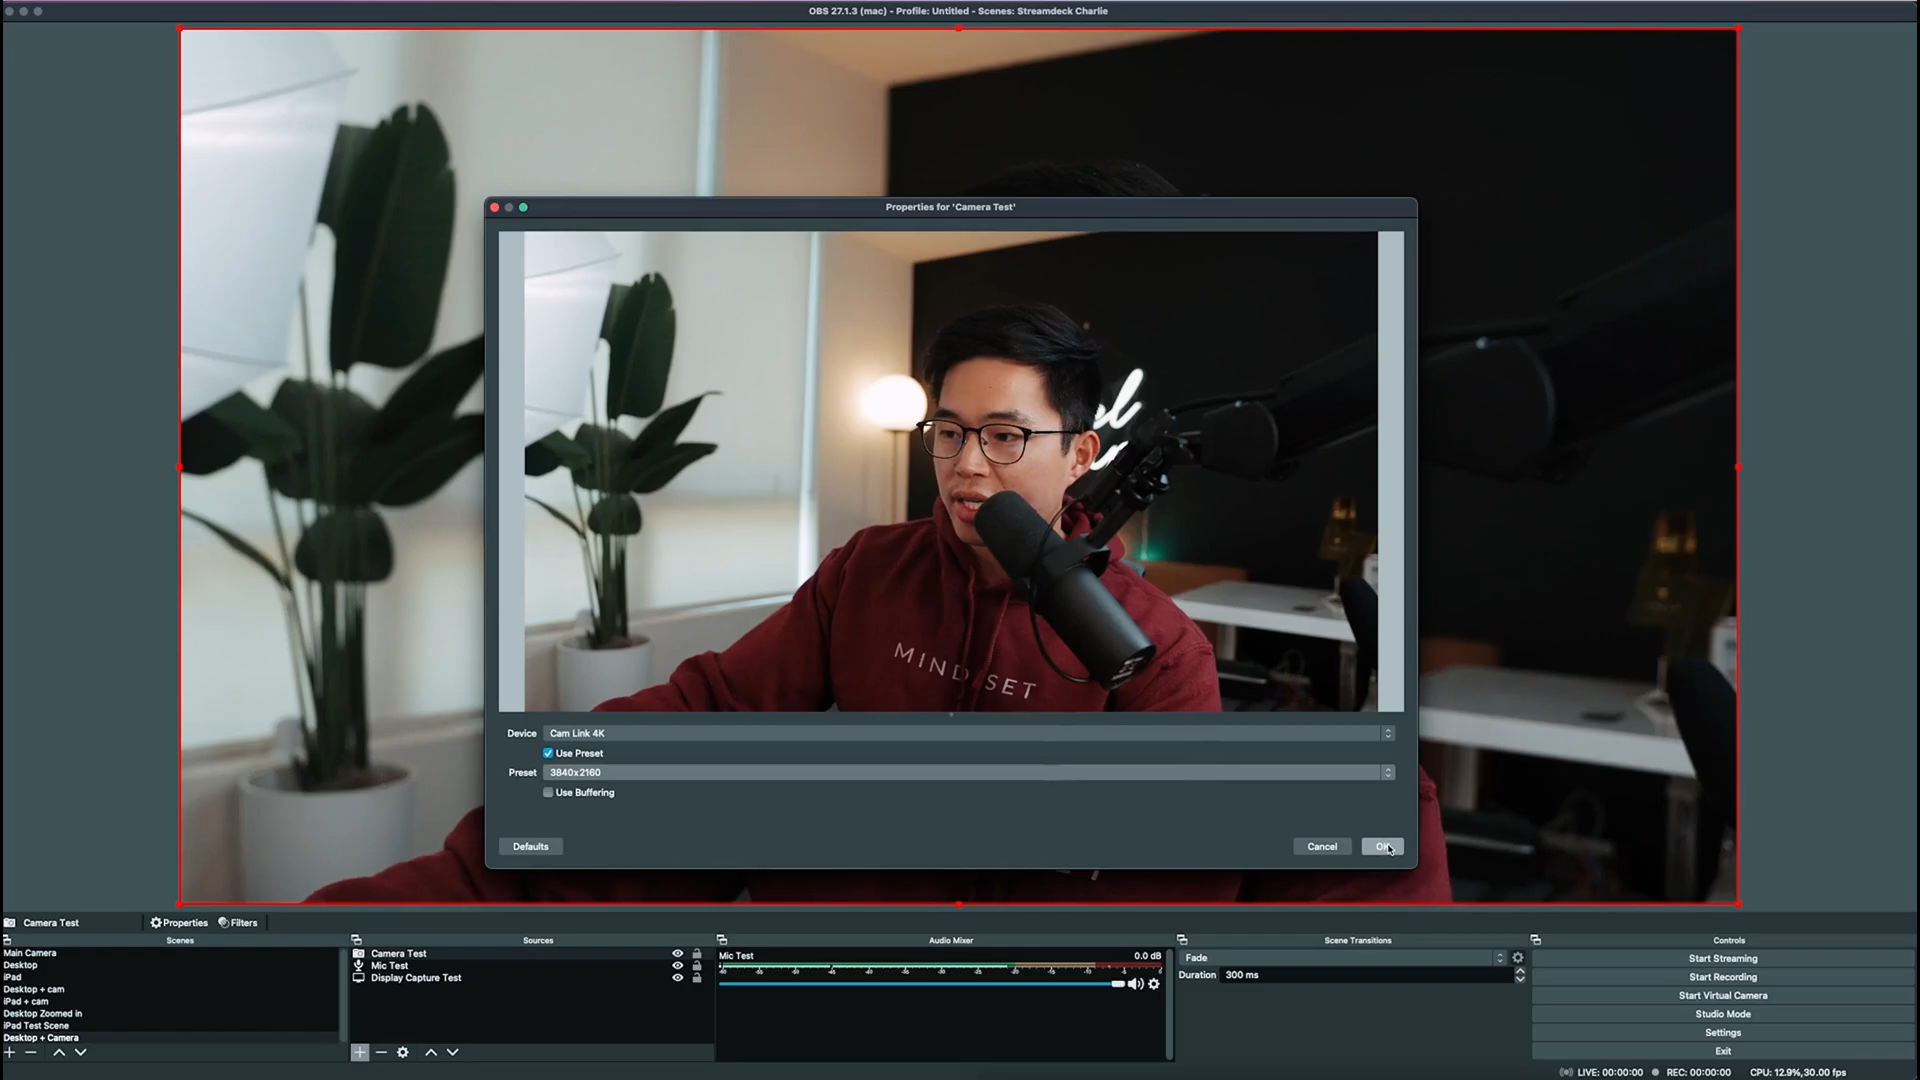 OBS 27.1.3 (mac) - Profile: Untitled - Scenes: Streamdeck Charlie
Properties for 'Camera Test'
MIND SET
Device Cam Link 4K
Use Preset
Preset 3840x2160
Use Buffering
Defaults
Cancel
OK
Camera Test
Properties
Filters
Scenes
Main Camera
Desktop
iPad
Desktop + cam
iPad + cam
Desktop Zoomed in
iPad Test Scene
Desktop + Camera
Sources
Camera Test
Mic Test
Display Capture Test
Audio Mixer
Mic Test 0.0 dB
Scene Transitions
Fade
Duration 300 ms
Controls
Start Streaming
Start Recording
Start Virtual Camera
Studio Mode
Settings
Exit
LIVE: 00:00:00 REC: 00:00:00 CPU: 12.9%,30.00 fps